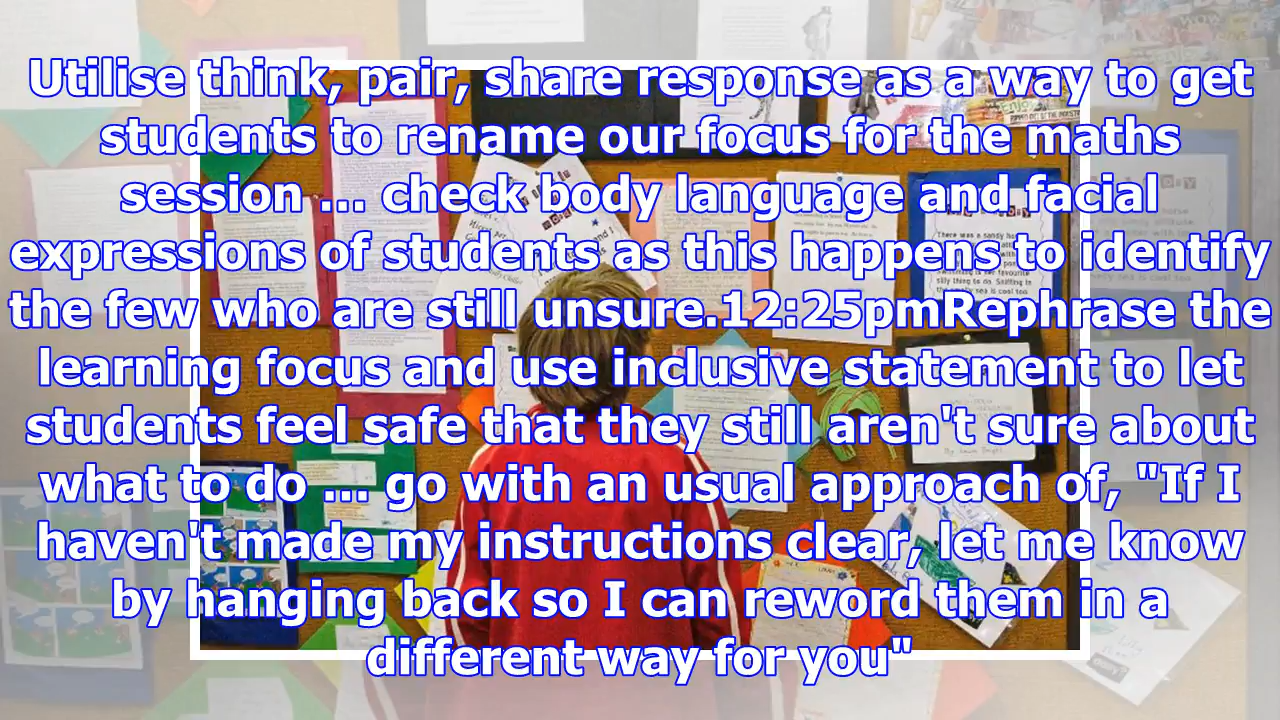 Utilise think, pair, share response as a way to get
students to rename our focus for the maths
session ... check body language and facial
expressions of students as this happens to identify
the few who are still unsure.12:25pmRephrase the
learning focus and use inclusive statement to let
students feel safe that they still aren't sure about
what to do ... go with an usual approach of, "If I
haven't made my instructions clear, let me know
by hanging back so I can reword them in a
different way for you"